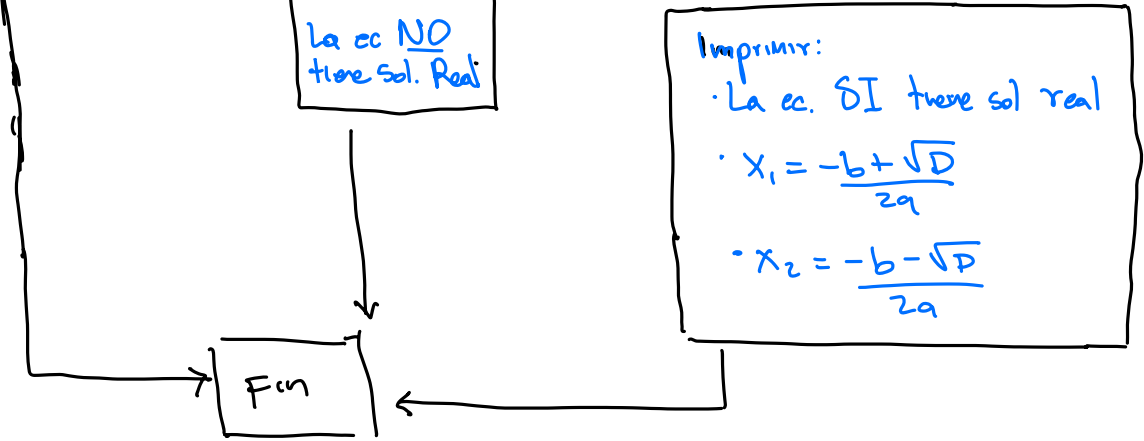 La ec NO
tiene sol. Real
Imprimir:
· La ec. SI tiene sol real
· X₁ = -b + √D / 2a
· X₂ = -b - √D / 2a
Fin